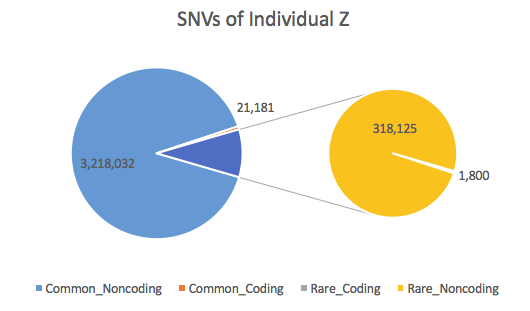 SNVs of Individual Z
21,181
3,218,032
318,125
1,800
Common_Noncoding Common_Coding Rare_Coding Rare_Noncoding